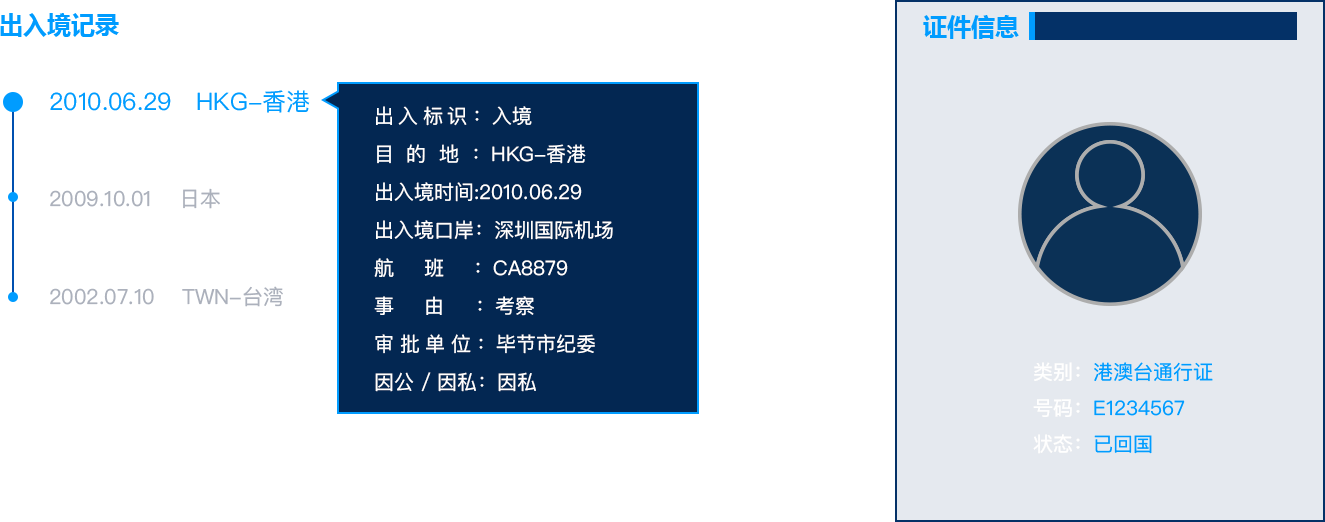 出入境记录
2010.06.29 HKG-香港
2009.10.01 日本
2002.07.10 TWN-台湾
出入标识：入境
目的地：HKG-香港
出入境时间:2010.06.29
出入境口岸：深圳国际机场
航班：CA8879
事由：考察
审批单位：毕节市纪委
因公 / 因私：因私
证件信息
类别：港澳台通行证
号码：E1234567
状态：已回国